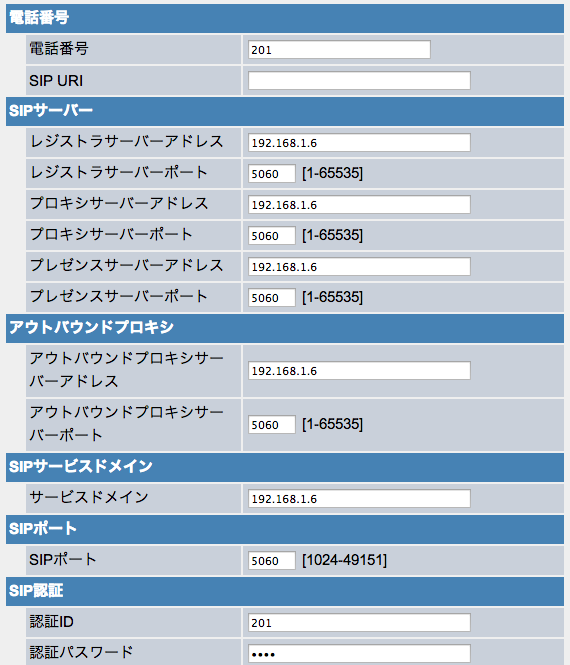 電話番号
電話番号 201
SIP URI
SIPサーバー
レジストラサーバーアドレス 192.168.1.6
レジストラサーバーポート 5060 [1-65535]
プロキシサーバーアドレス 192.168.1.6
プロキシサーバーポート 5060 [1-65535]
プレゼンスサーバーアドレス 192.168.1.6
プレゼンスサーバーポート 5060 [1-65535]
アウトバウンドプロキシ
アウトバウンドプロキシサー
バーアドレス 192.168.1.6
アウトバウンドプロキシサー
バーポート 5060 [1-65535]
SIPサービスドメイン
サービスドメイン 192.168.1.6
SIPポート
SIPポート 5060 [1024-49151]
SIP認証
認証ID 201
認証パスワード ••••